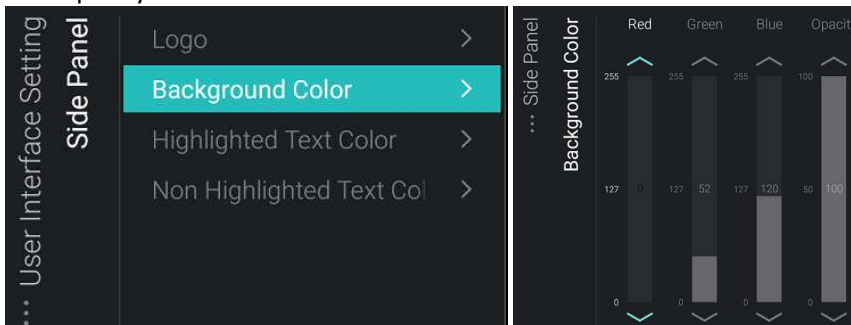 ... User Interface Setting
Side Panel
Logo
Background Color
Highlighted Text Color
Non Highlighted Text Col
... Side Panel
Background Color
Red Green Blue Opacit
255 255 255 100
127 0 127 52 127 120 50 100
0 0 0 0